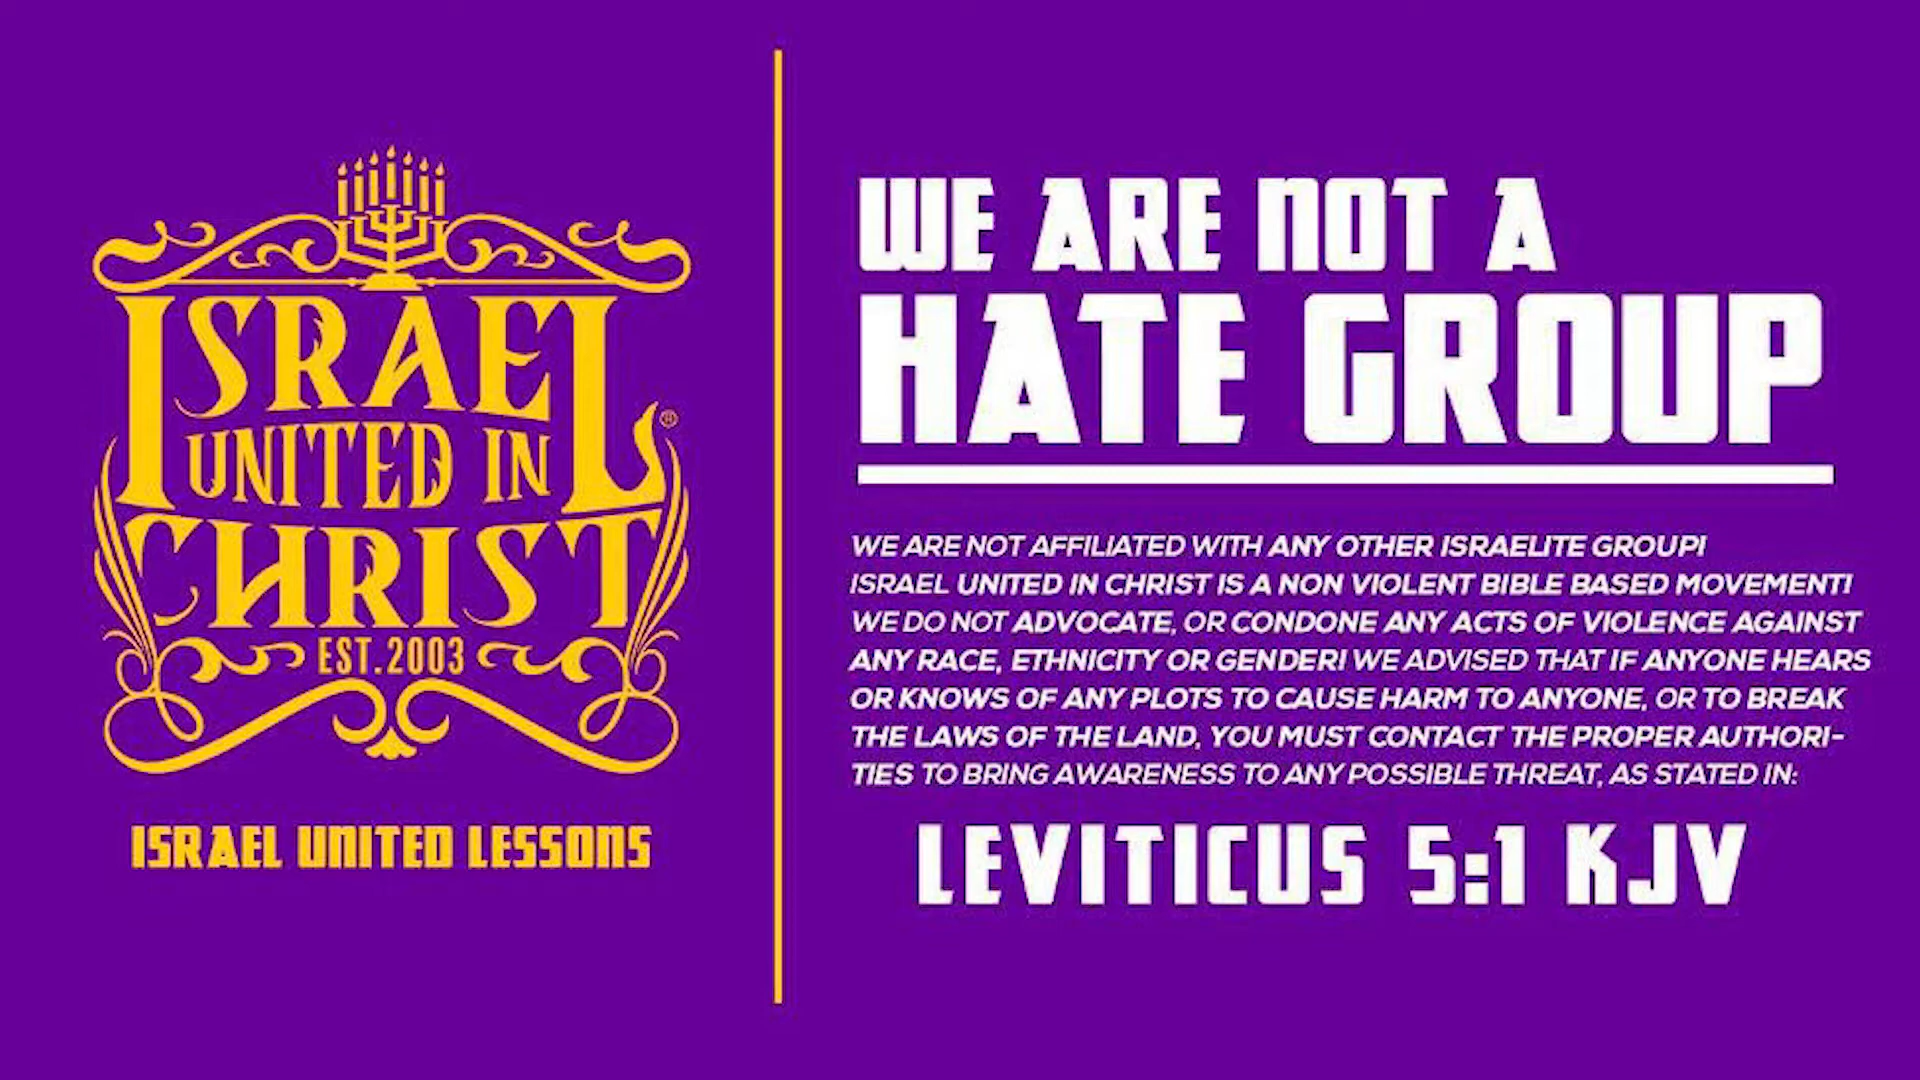 ISRAEL
UNITED IN
CHRIST
®
EST.2003
ISRAEL UNITED LESSONS
WE ARE NOT A
HATE GROUP
WE ARE NOT AFFILIATED WITH ANY OTHER ISRAELITE GROUP!
ISRAEL UNITED IN CHRIST IS A NON VIOLENT BIBLE BASED MOVEMENT!
WE DO NOT ADVOCATE, OR CONDONE ANY ACTS OF VIOLENCE AGAINST
ANY RACE, ETHNICITY OR GENDER! WE ADVISED THAT IF ANYONE HEARS
OR KNOWS OF ANY PLOTS TO CAUSE HARM TO ANYONE, OR TO BREAK
THE LAWS OF THE LAND, YOU MUST CONTACT THE PROPER AUTHORI-
TIES TO BRING AWARENESS TO ANY POSSIBLE THREAT, AS STATED IN:
LEVITICUS 5:1 KJV